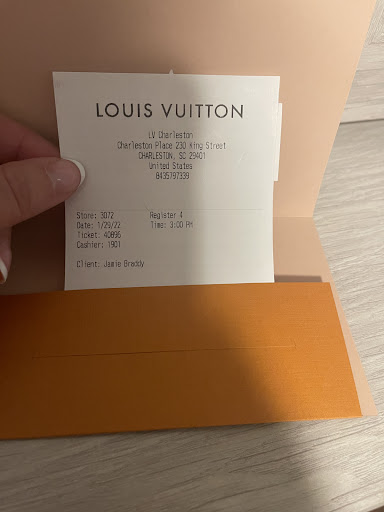 LOUIS VUITTON
LV Charleston
Charleston Place 230 King Street
CHARLESTON, SC 29401
United States
8435797339
Store: 3072 Register 4
Date: 1/29/22 Time: 3:00 PM
Ticket: 40896
Cashier: 1901
Client: Jamie Braddy